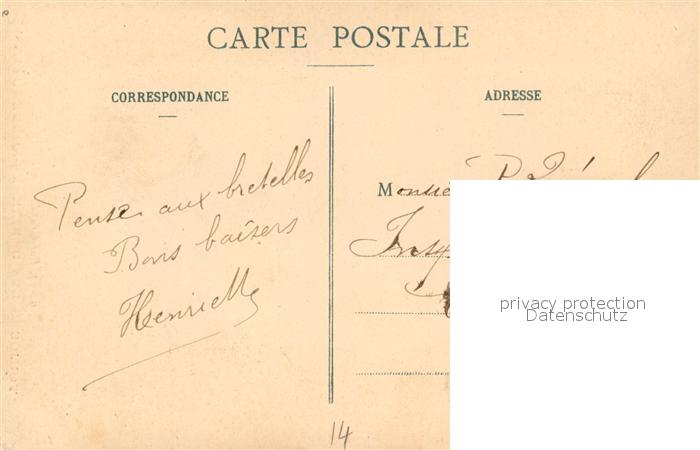 CARTE POSTALE
CORRESPONDANCE
ADRESSE
Pense aux bretelles
Bons baisers
Henriette
privacy protection
Datenschutz
14